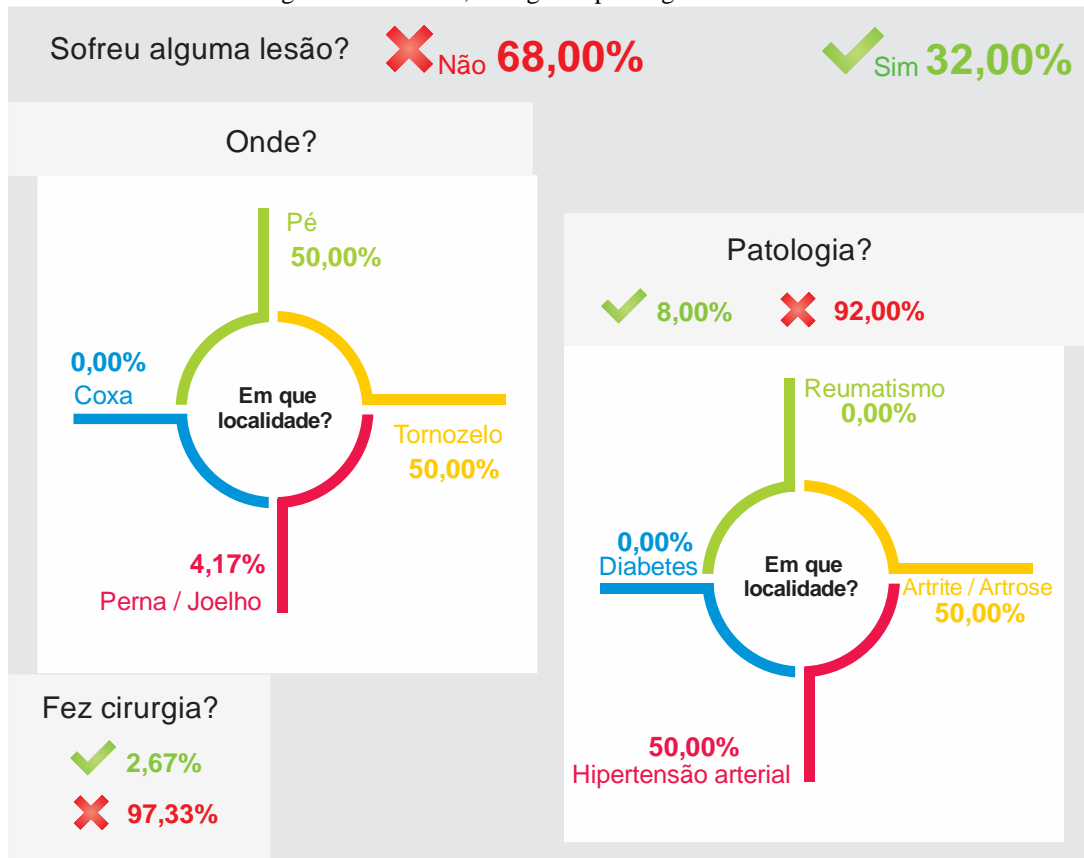 Sofreu alguma lesão? Não 68,00% Sim 32,00%
Onde?
Pé
50,00%
0,00%
Coxa
Em que
localidade?
Tornozelo
50,00%
4,17%
Perna / Joelho
Patologia?
8,00% 92,00%
Reumatismo
0,00%
0,00%
Diabetes
Em que
localidade?
Artrite / Artrose
50,00%
50,00%
Hipertensão arterial
Fez cirurgia?
2,67%
97,33%